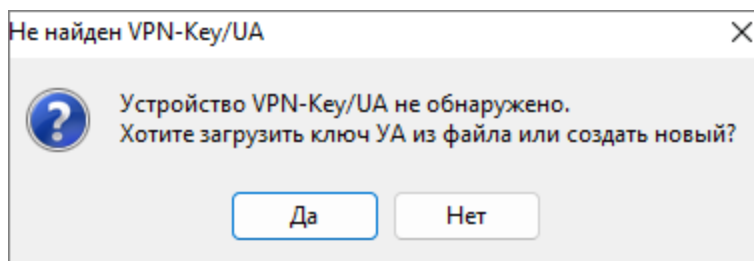 Не найден VPN-Key/UA
Устройство VPN-Key/UA не обнаружено.
Хотите загрузить ключ УА из файла или создать новый?
Да
Нет